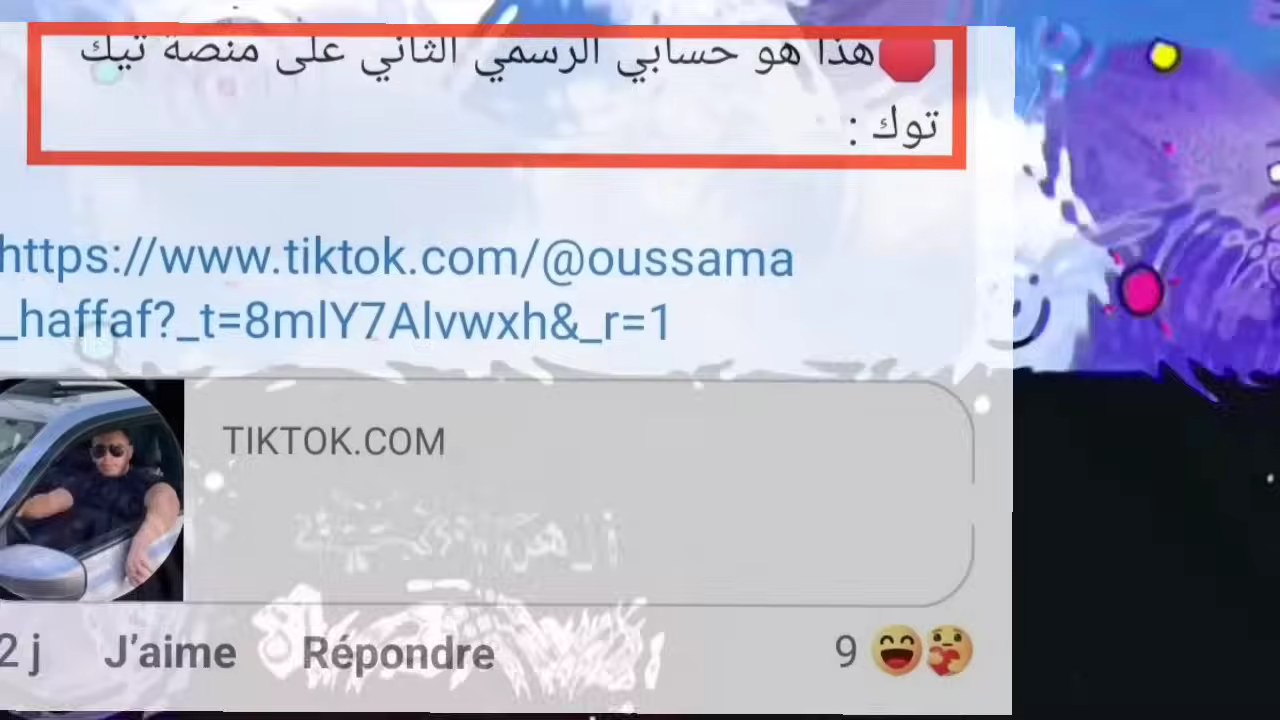 🛑هذا هو حسابي الرسمي الثاني على منصة تيك
توك :
https://www.tiktok.com/@oussama
_haffaf?_t=8mlY7Alvwxh&_r=1
TIKTOK.COM
2 j J'aime Répondre 9